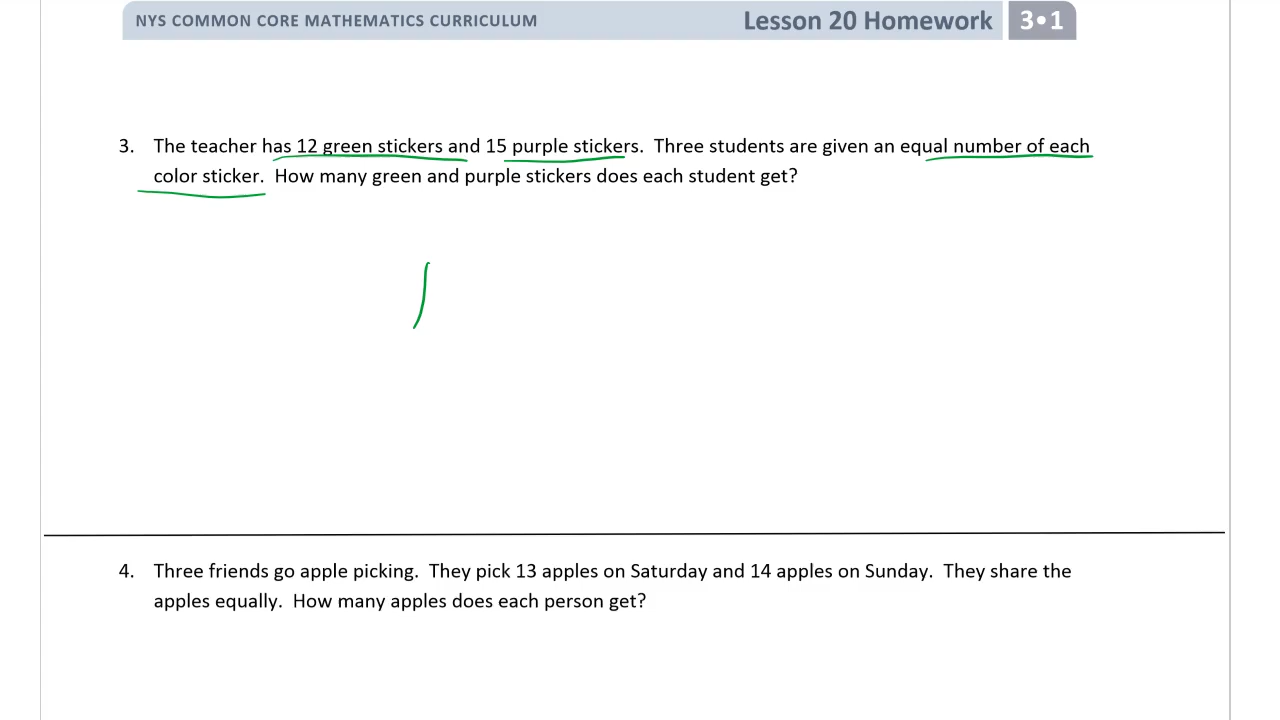 NYS COMMON CORE MATHEMATICS CURRICULUM
Lesson 20 Homework 3•1
3. The teacher has 12 green stickers and 15 purple stickers. Three students are given an equal number of each
color sticker. How many green and purple stickers does each student get?
4. Three friends go apple picking. They pick 13 apples on Saturday and 14 apples on Sunday. They share the
apples equally. How many apples does each person get?